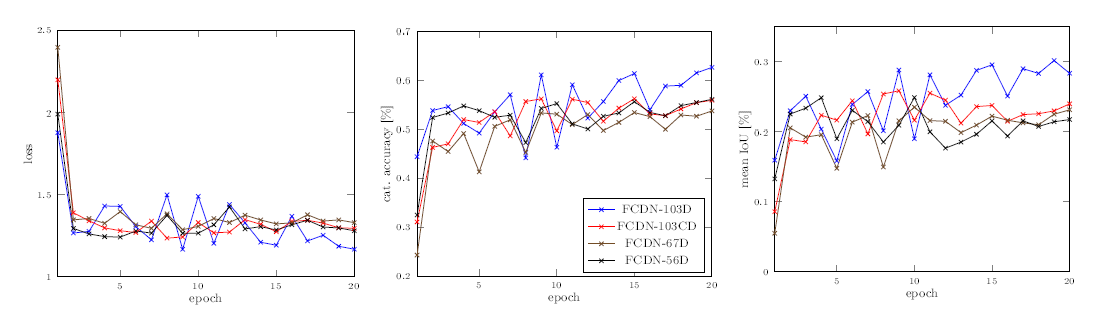 2.5
2
1.5
1
5
10
15
20
epoch
loss
0.7
0.6
0.5
0.4
0.3
0.2
5
10
15
20
epoch
cat. accuracy [%]
FCDN-103D
FCDN-103CD
FCDN-67D
FCDN-56D
0.3
0.2
0.1
0
5
10
15
20
epoch
mean IoU [%]